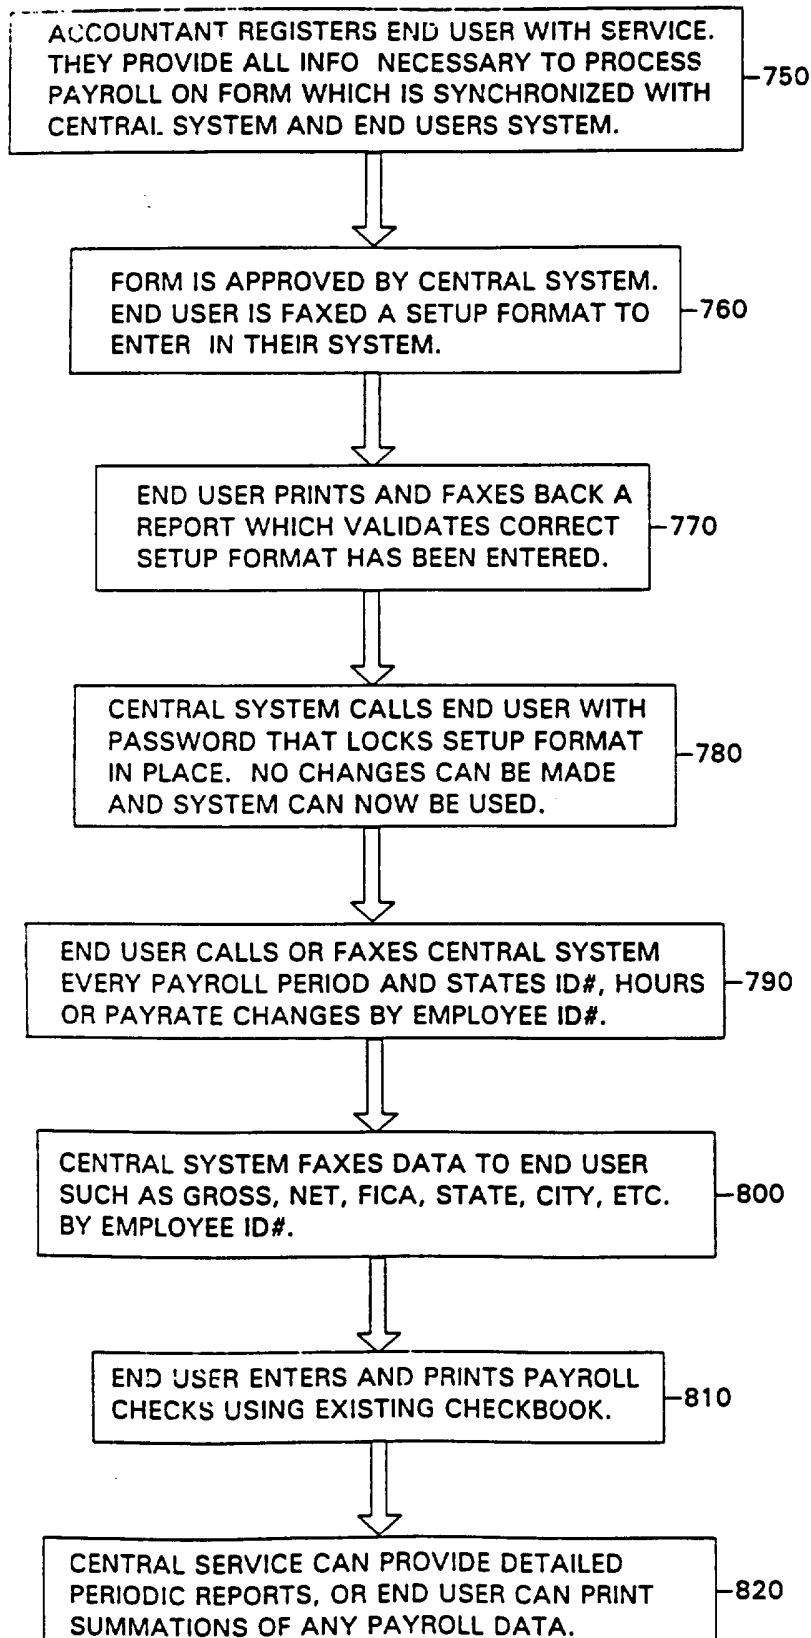 ACCOUNTANT REGISTERS END USER WITH SERVICE.
THEY PROVIDE ALL INFO NECESSARY TO PROCESS
PAYROLL ON FORM WHICH IS SYNCHRONIZED WITH
CENTRAL SYSTEM AND END USERS SYSTEM.
750
FORM IS APPROVED BY CENTRAL SYSTEM.
END USER IS FAXED A SETUP FORMAT TO
ENTER IN THEIR SYSTEM.
760
END USER PRINTS AND FAXES BACK A
REPORT WHICH VALIDATES CORRECT
SETUP FORMAT HAS BEEN ENTERED.
770
CENTRAL SYSTEM CALLS END USER WITH
PASSWORD THAT LOCKS SETUP FORMAT
IN PLACE. NO CHANGES CAN BE MADE
AND SYSTEM CAN NOW BE USED.
780
END USER CALLS OR FAXES CENTRAL SYSTEM
EVERY PAYROLL PERIOD AND STATES ID#, HOURS
OR PAYRATE CHANGES BY EMPLOYEE ID#.
790
CENTRAL SYSTEM FAXES DATA TO END USER
SUCH AS GROSS, NET, FICA, STATE, CITY, ETC.
BY EMPLOYEE ID#.
800
END USER ENTERS AND PRINTS PAYROLL
CHECKS USING EXISTING CHECKBOOK.
810
CENTRAL SERVICE CAN PROVIDE DETAILED
PERIODIC REPORTS, OR END USER CAN PRINT
SUMMATIONS OF ANY PAYROLL DATA.
820